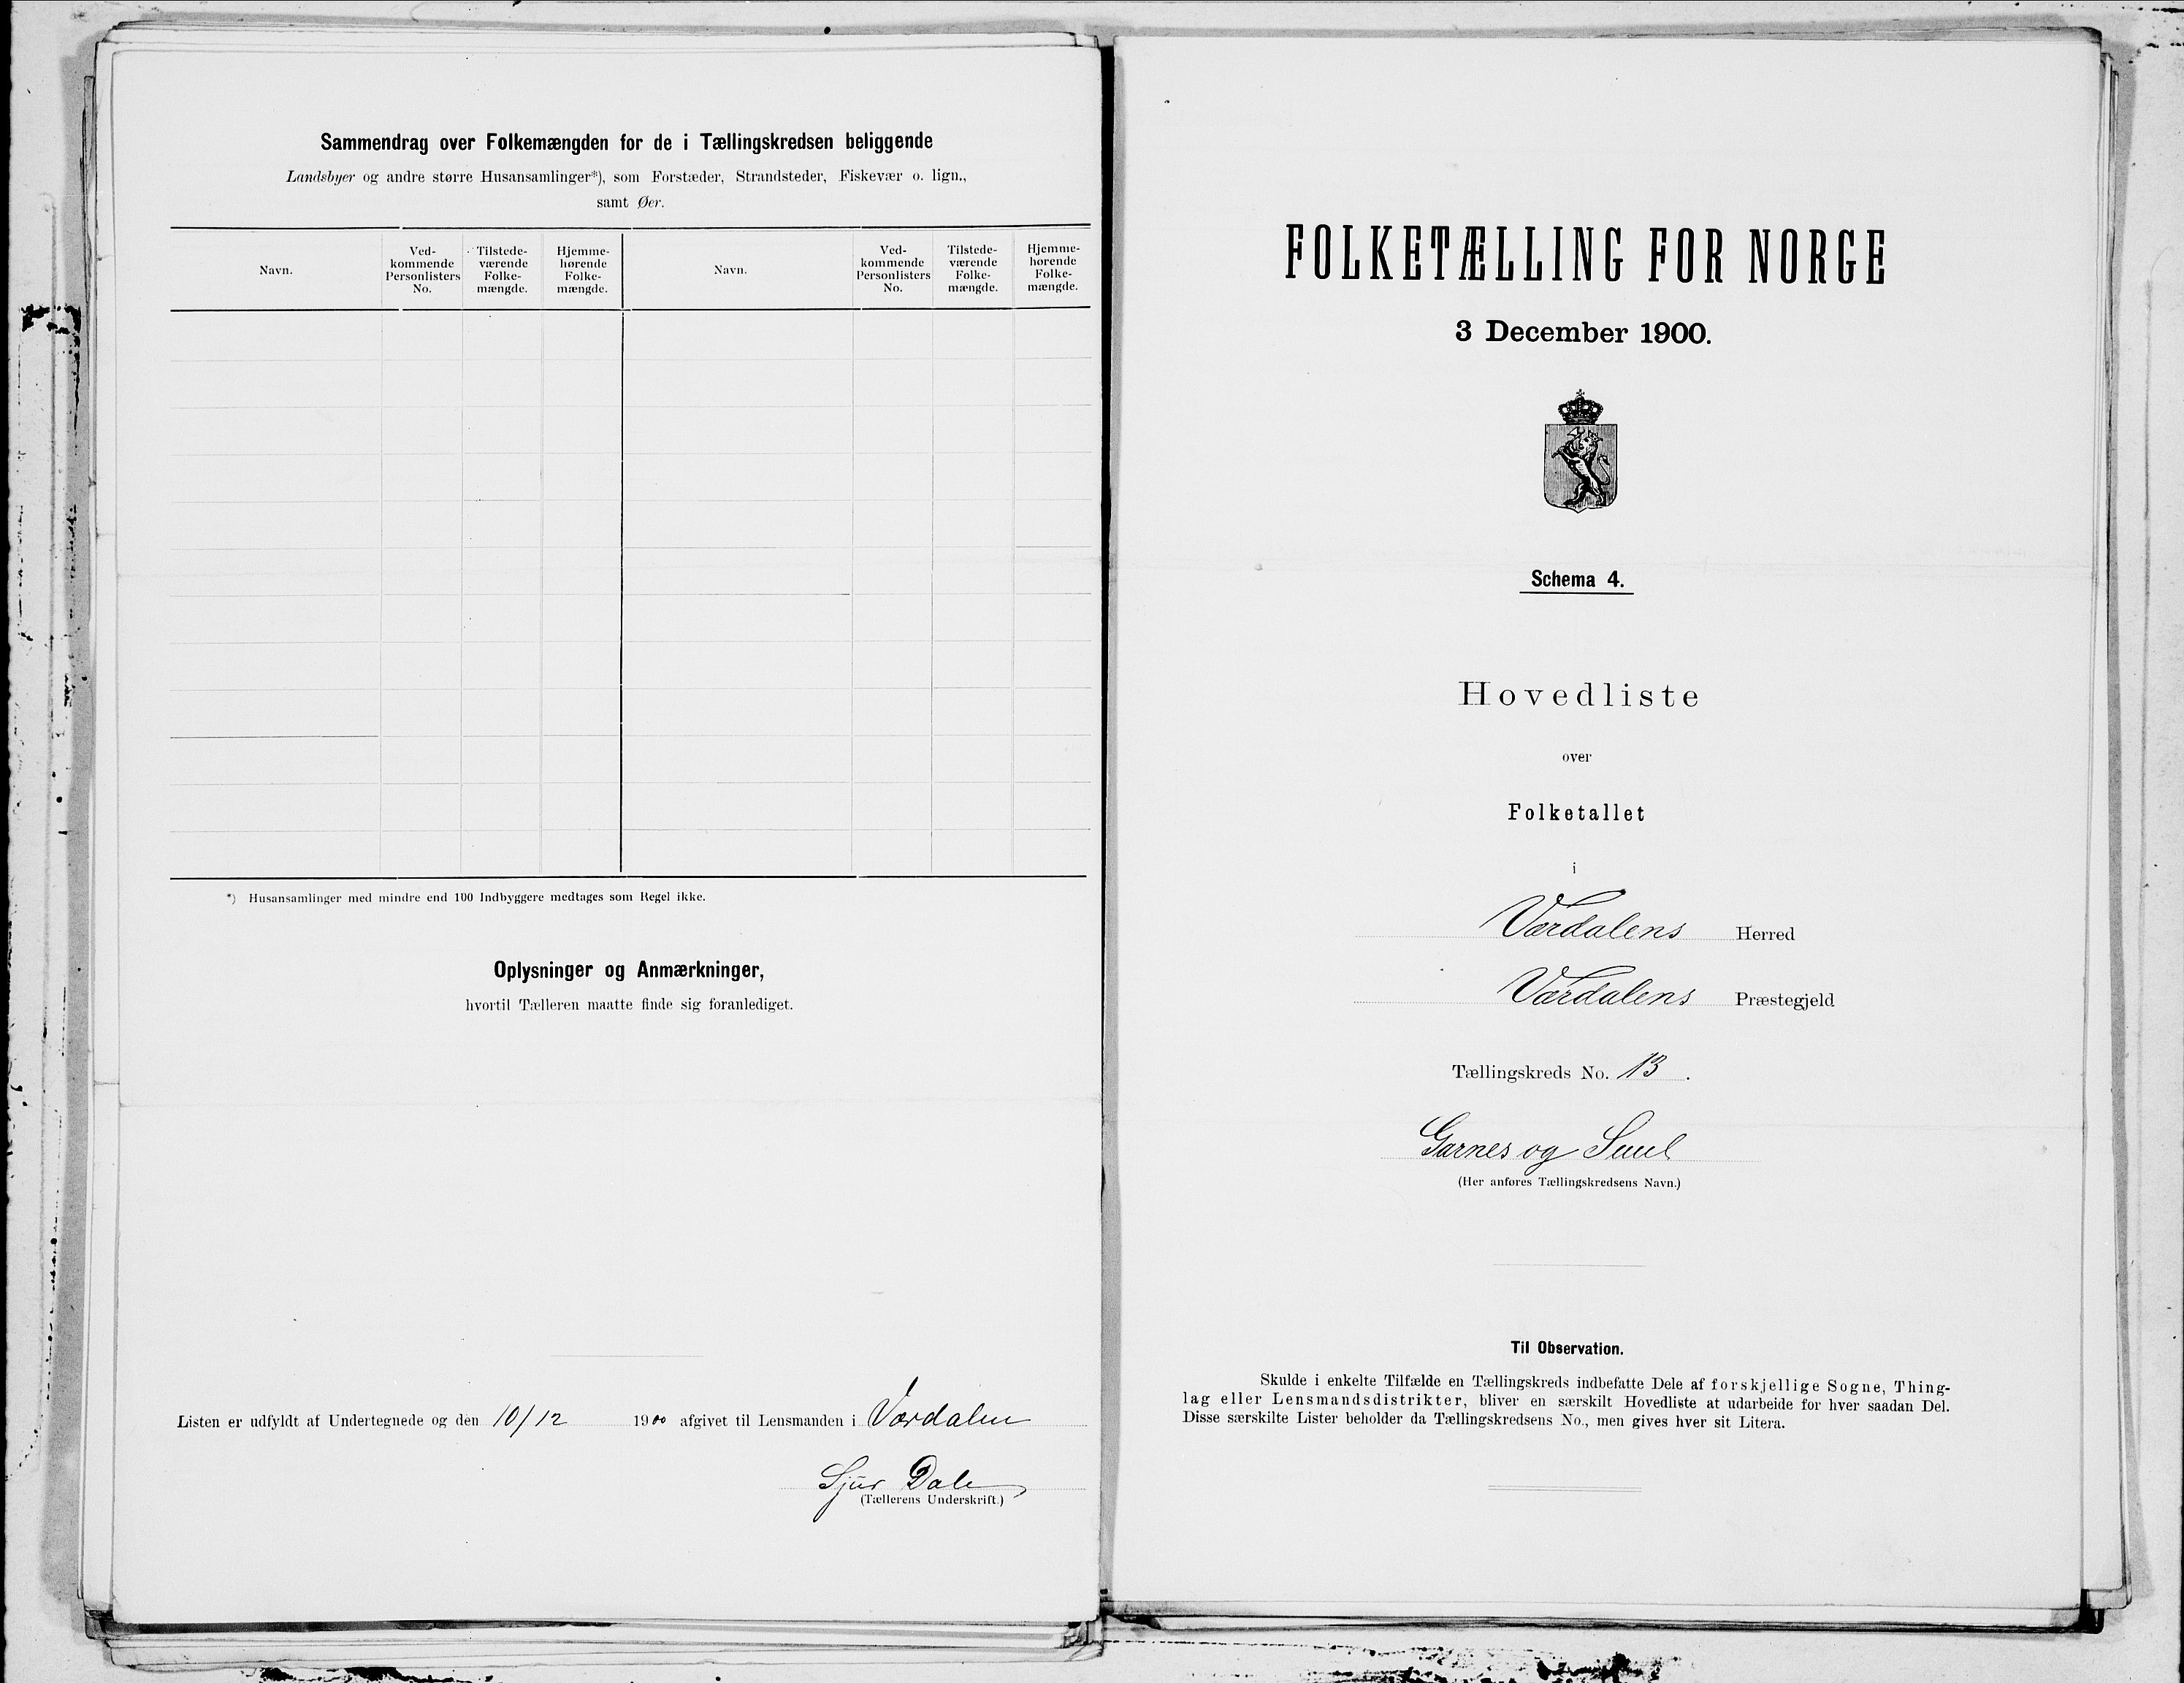 Sammendrag over Folkemængden for de i Tællingskredsen beliggende
Landsbyer og andre større Husansamlinger*), som Forstæder, Strandsteder, Fiskevær o. lign.,
samt Øer.
Navn.
Ved-
kommende
Personlisters
No.
Tilstede-
værende
Folke-
mængde.
Hjemme-
hørende
Folke-
mængde.
Navn.
Ved-
kommende
Personlisters
No.
Tilstede-
værende
Folke-
mængde.
Hjemme-
hørende
Folke-
mængde.
*) Husansamlinger med mindre end 100 Indbyggere medtages som Regel ikke.
Oplysninger og Anmærkninger,
hvortil Tælleren maatte finde sig foranlediget.
Listen er udfyldt af Undertegnede og den 10/12 1900 afgivet til Lensmanden i Værdalen
Sjur Dale
(Tællerens Underskrift.)
FOLKETÆLLING FOR NORGE
3 December 1900.
Schema 4.
Hovedliste
over
Folketallet
i
Værdalens Herred
Værdalens Præstegjeld
Tællingskreds No. 13.
Garnes og Suul
(Her anføres Tællingskredsens Navn.)
Til Observation.
Skulde i enkelte Tilfælde en Tællingskreds indbefatte Dele af forskjellige Sogne, Thing-
lag eller Lensmandsdistrikter, bliver en særskilt Hovedliste at udarbeide for hver saadan Del.
Disse særskilte Lister beholder da Tællingskredsens No., men gives hver sit Litera.